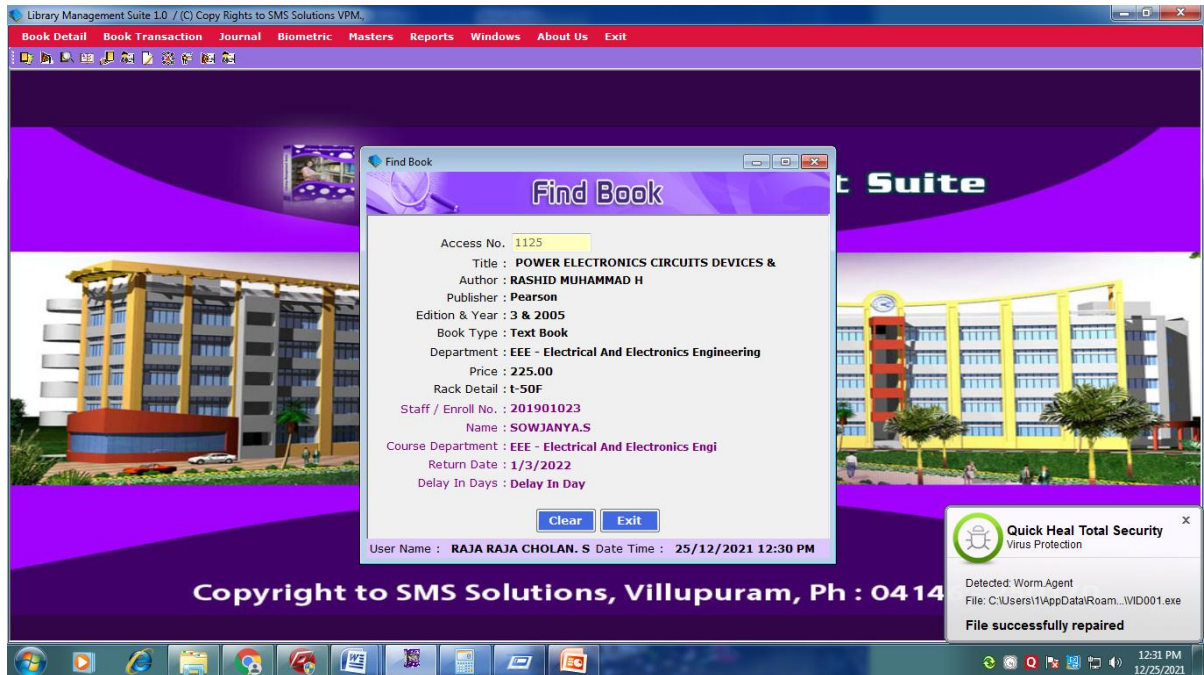 Library Management Suite 1.0 / (C) Copy Rights to SMS Solutions VPM.,
Book Detail Book Transaction Journal Biometric Masters Reports Windows About Us Exit
t Suite
Find Book
Find Book
Access No. 1125
Title : POWER ELECTRONICS CIRCUITS DEVICES &
Author : RASHID MUHAMMAD H
Publisher : Pearson
Edition & Year : 3 & 2005
Book Type : Text Book
Department : EEE - Electrical And Electronics Engineering
Price : 225.00
Rack Detail : t-50F
Staff / Enroll No. : 201901023
Name : SOWJANYA.S
Course Department : EEE - Electrical And Electronics Engi
Return Date : 1/3/2022
Delay In Days : Delay In Day
Clear Exit
User Name : RAJA RAJA CHOLAN. S Date Time : 25/12/2021 12:30 PM
Copyright to SMS Solutions, Villupuram, Ph : 0414
Quick Heal Total Security
Virus Protection
Detected: Worm.Agent
File: C:\Users\1\AppData\Roam...\VID001.exe
File successfully repaired
12:31 PM
12/25/2021